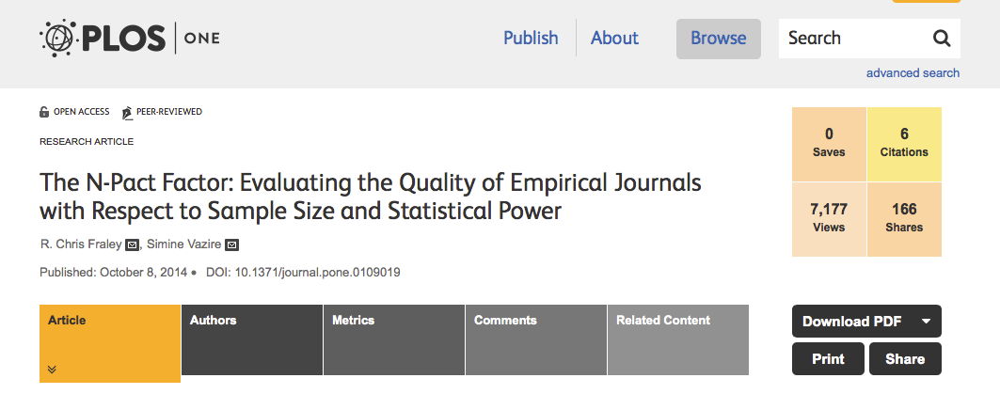 PLOS ONE
Publish About Browse Search
advanced search
OPEN ACCESS PEER-REVIEWED
RESEARCH ARTICLE
The N-Pact Factor: Evaluating the Quality of Empirical Journals
with Respect to Sample Size and Statistical Power
R. Chris Fraley , Simine Vazire
Published: October 8, 2014 • DOI: 10.1371/journal.pone.0109019
0
Saves
6
Citations
7,177
Views
166
Shares
Article Authors Metrics Comments Related Content
Download PDF
Print Share